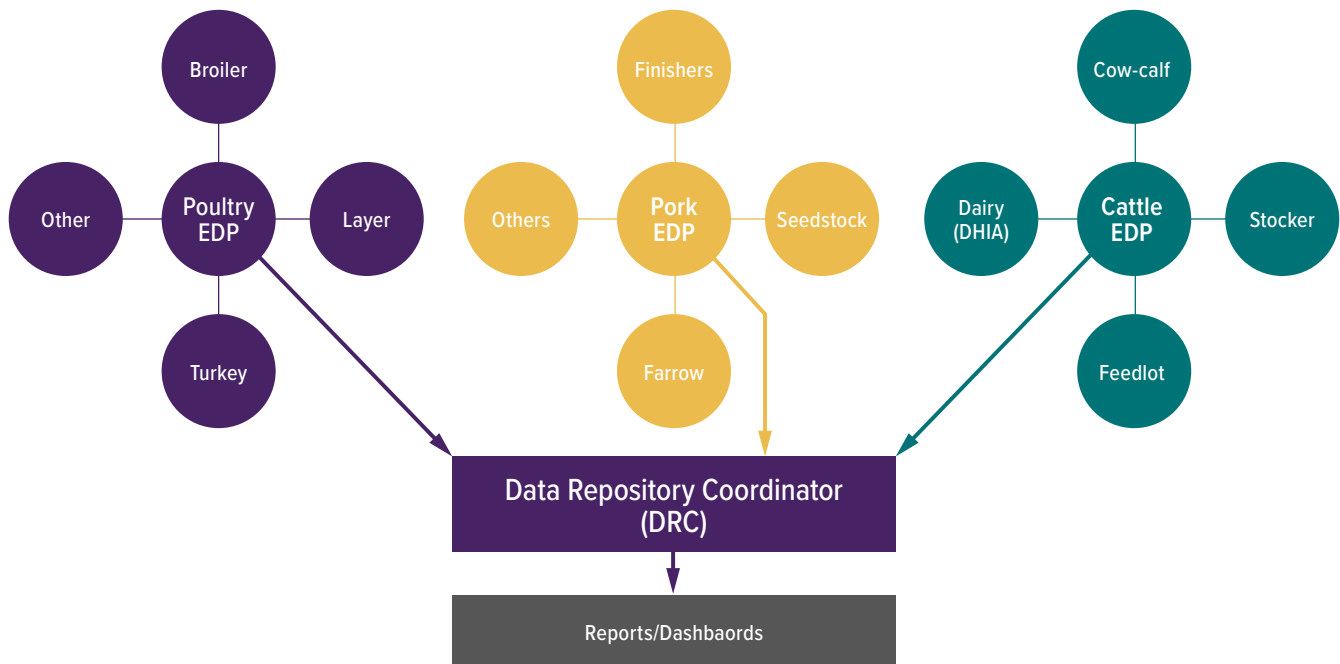 Broiler
Other
Poultry
EDP
Layer
Turkey
Finishers
Others
Pork
EDP
Seedstock
Farrow
Cow-calf
Dairy
(DHIA)
Cattle
EDP
Stocker
Feedlot
Data Repository Coordinator
(DRC)
Reports/Dashbaords